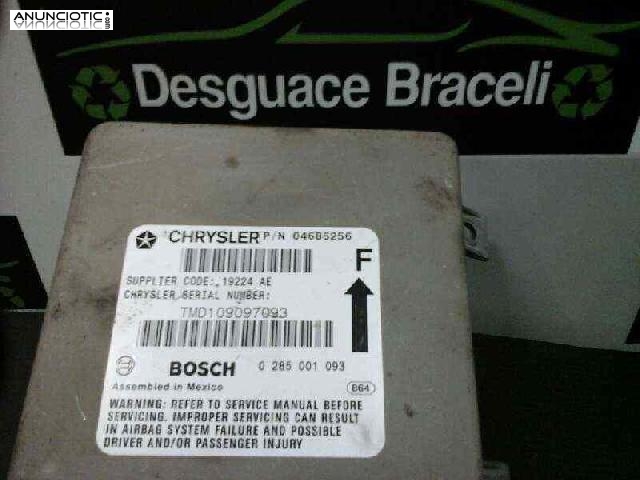 ANUNCIOTIC
Desguace Braceli
CHRYSLER P/N 04685256
F
SUPPLIER CODE: 19224 AE
CHRYSLER SERIAL NUMBER:
TMD109097093
BOSCH 0 285 001 093
Assembled in Mexico B64
WARNING: REFER TO SERVICE MANUAL BEFORE
SERVICING. IMPROPER SERVICING CAN RESULT
IN AIRBAG SYSTEM FAILURE AND POSSIBLE
DRIVER AND/OR PASSENGER INJURY